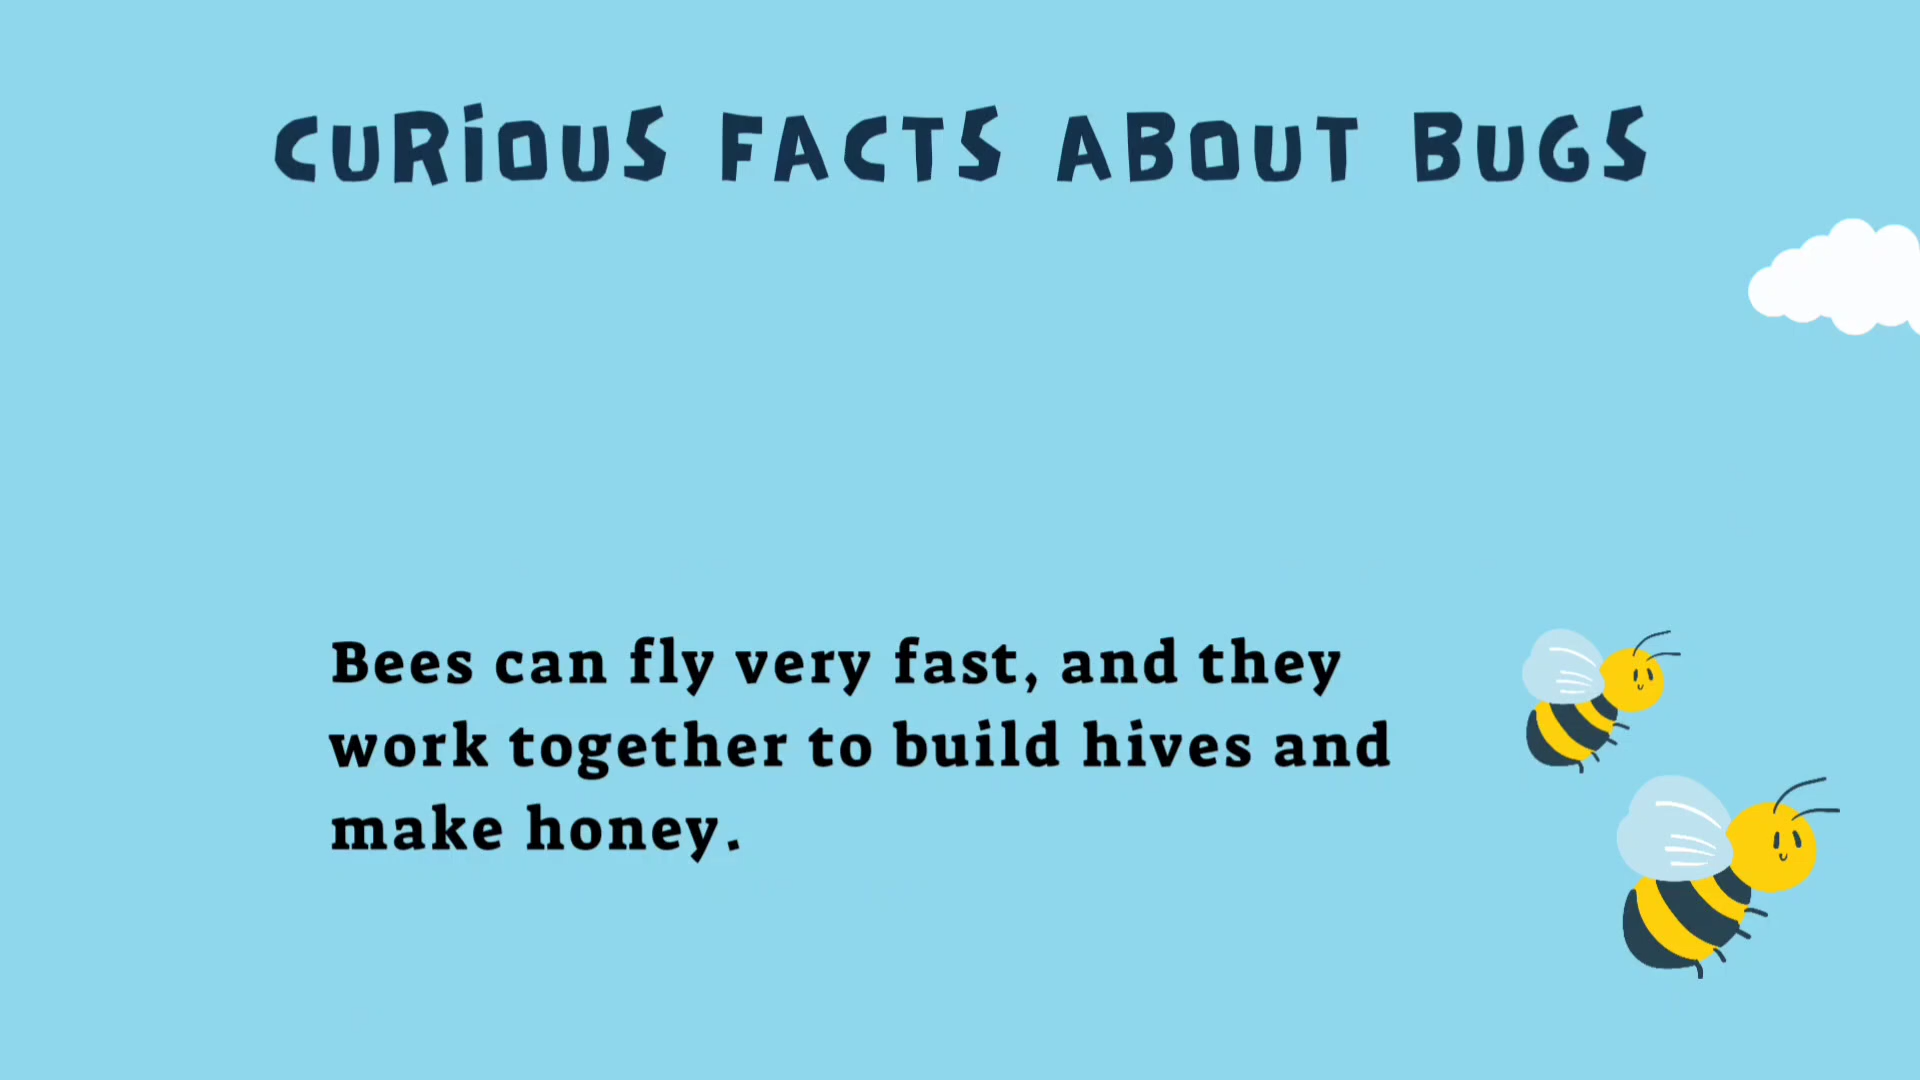 CURiOUS FACTS ABOUT BUGS
Bees can fly very fast, and they
work together to build hives and
make honey.